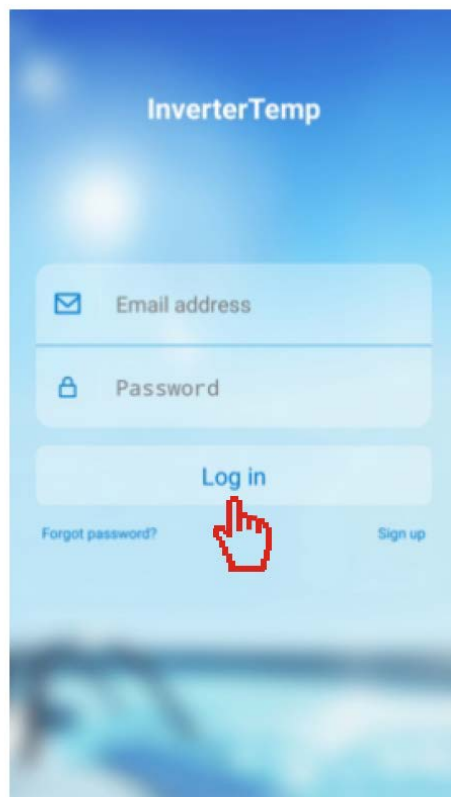 InverterTemp
Email address
Password
Log in
Forgot password?
Sign up